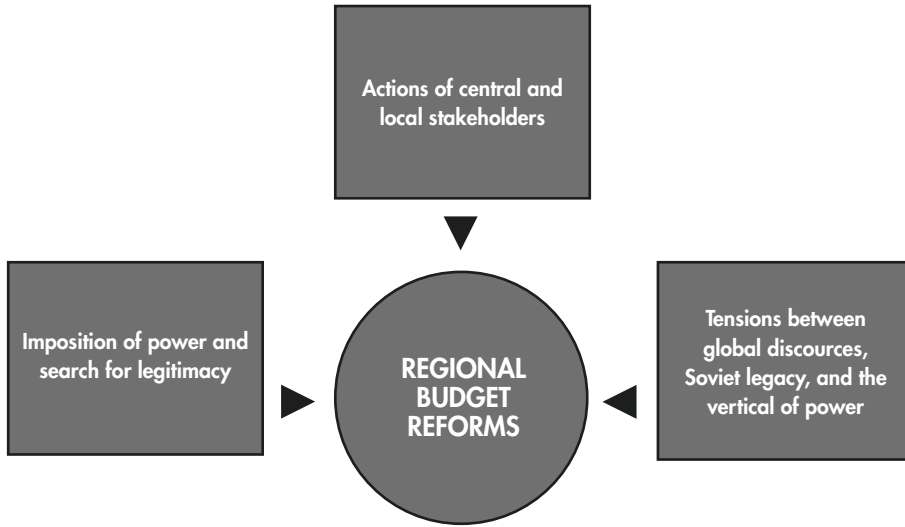 Actions of central and
local stakeholders
Imposition of power and
search for legitimacy
REGIONAL
BUDGET
REFORMS
Tensions between
global discources,
Soviet legacy, and the
vertical of power